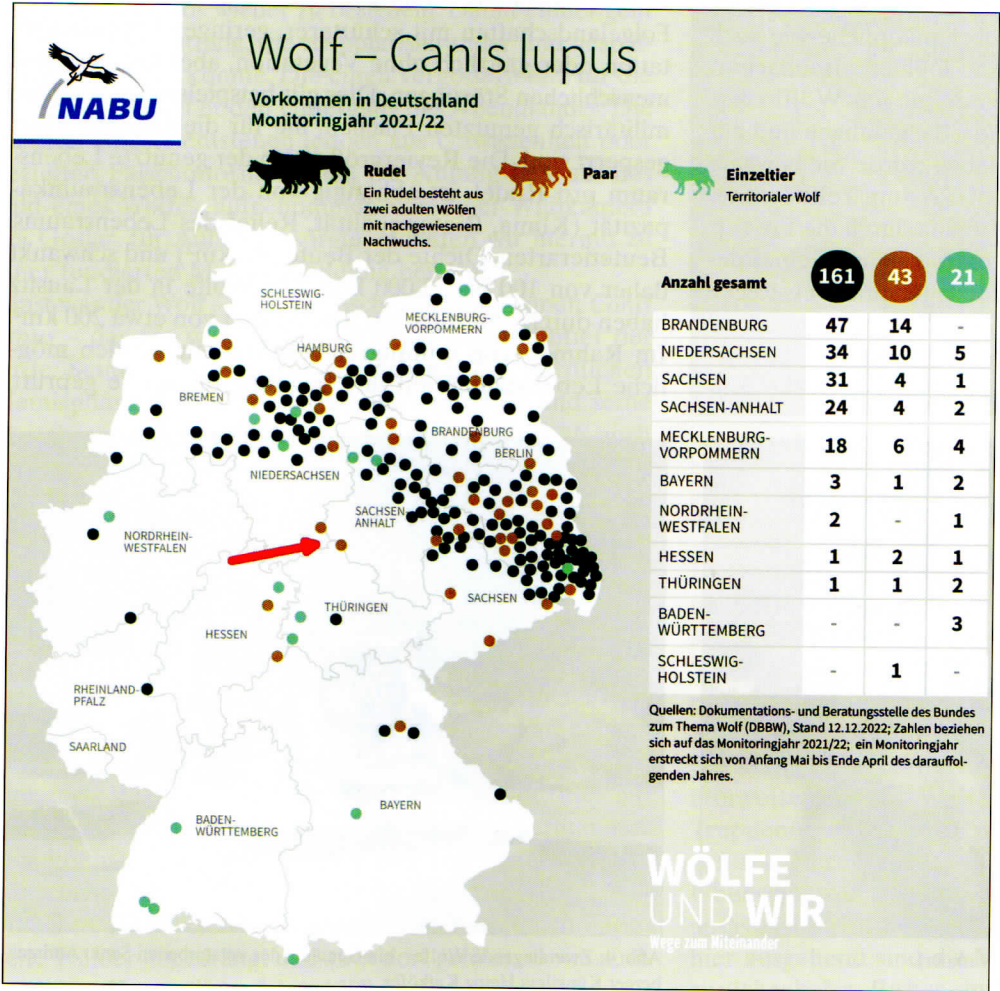 NABU
Wolf – Canis lupus
Vorkommen in Deutschland
Monitoringjahr 2021/22
Rudel
Ein Rudel besteht aus
zwei adulten Wölfen
mit nachgewiesenem
Nachwuchs.
Paar
Einzeltier
Territorialer Wolf
SCHLESWIG-
HOLSTEIN
MECKLENBURG-
VORPOMMERN
HAMBURG
BREMEN
BRANDENBURG
BERLIN
NIEDERSACHSEN
SACHSEN-
ANHALT
NORDRHEIN-
WESTFALEN
THÜRINGEN
SACHSEN
HESSEN
RHEINLAND-
PFALZ
SAARLAND
BAYERN
BADEN-
WÜRTTEMBERG
Anzahl gesamt 161 43 21
BRANDENBURG 47 14 -
NIEDERSACHSEN 34 10 5
SACHSEN 31 4 1
SACHSEN-ANHALT 24 4 2
MECKLENBURG-
VORPOMMERN 18 6 4
BAYERN 3 1 2
NORDRHEIN-
WESTFALEN 2 - 1
HESSEN 1 2 1
THÜRINGEN 1 1 2
BADEN-
WÜRTTEMBERG - - 3
SCHLESWIG-
HOLSTEIN - 1 -
Quellen: Dokumentations- und Beratungsstelle des Bundes
zum Thema Wolf (DBBW), Stand 12.12.2022; Zahlen beziehen
sich auf das Monitoringjahr 2021/22; ein Monitoringjahr
erstreckt sich von Anfang Mai bis Ende April des darauffol-
genden Jahres.
WÖLFE
UND WIR
Wege zum Miteinander